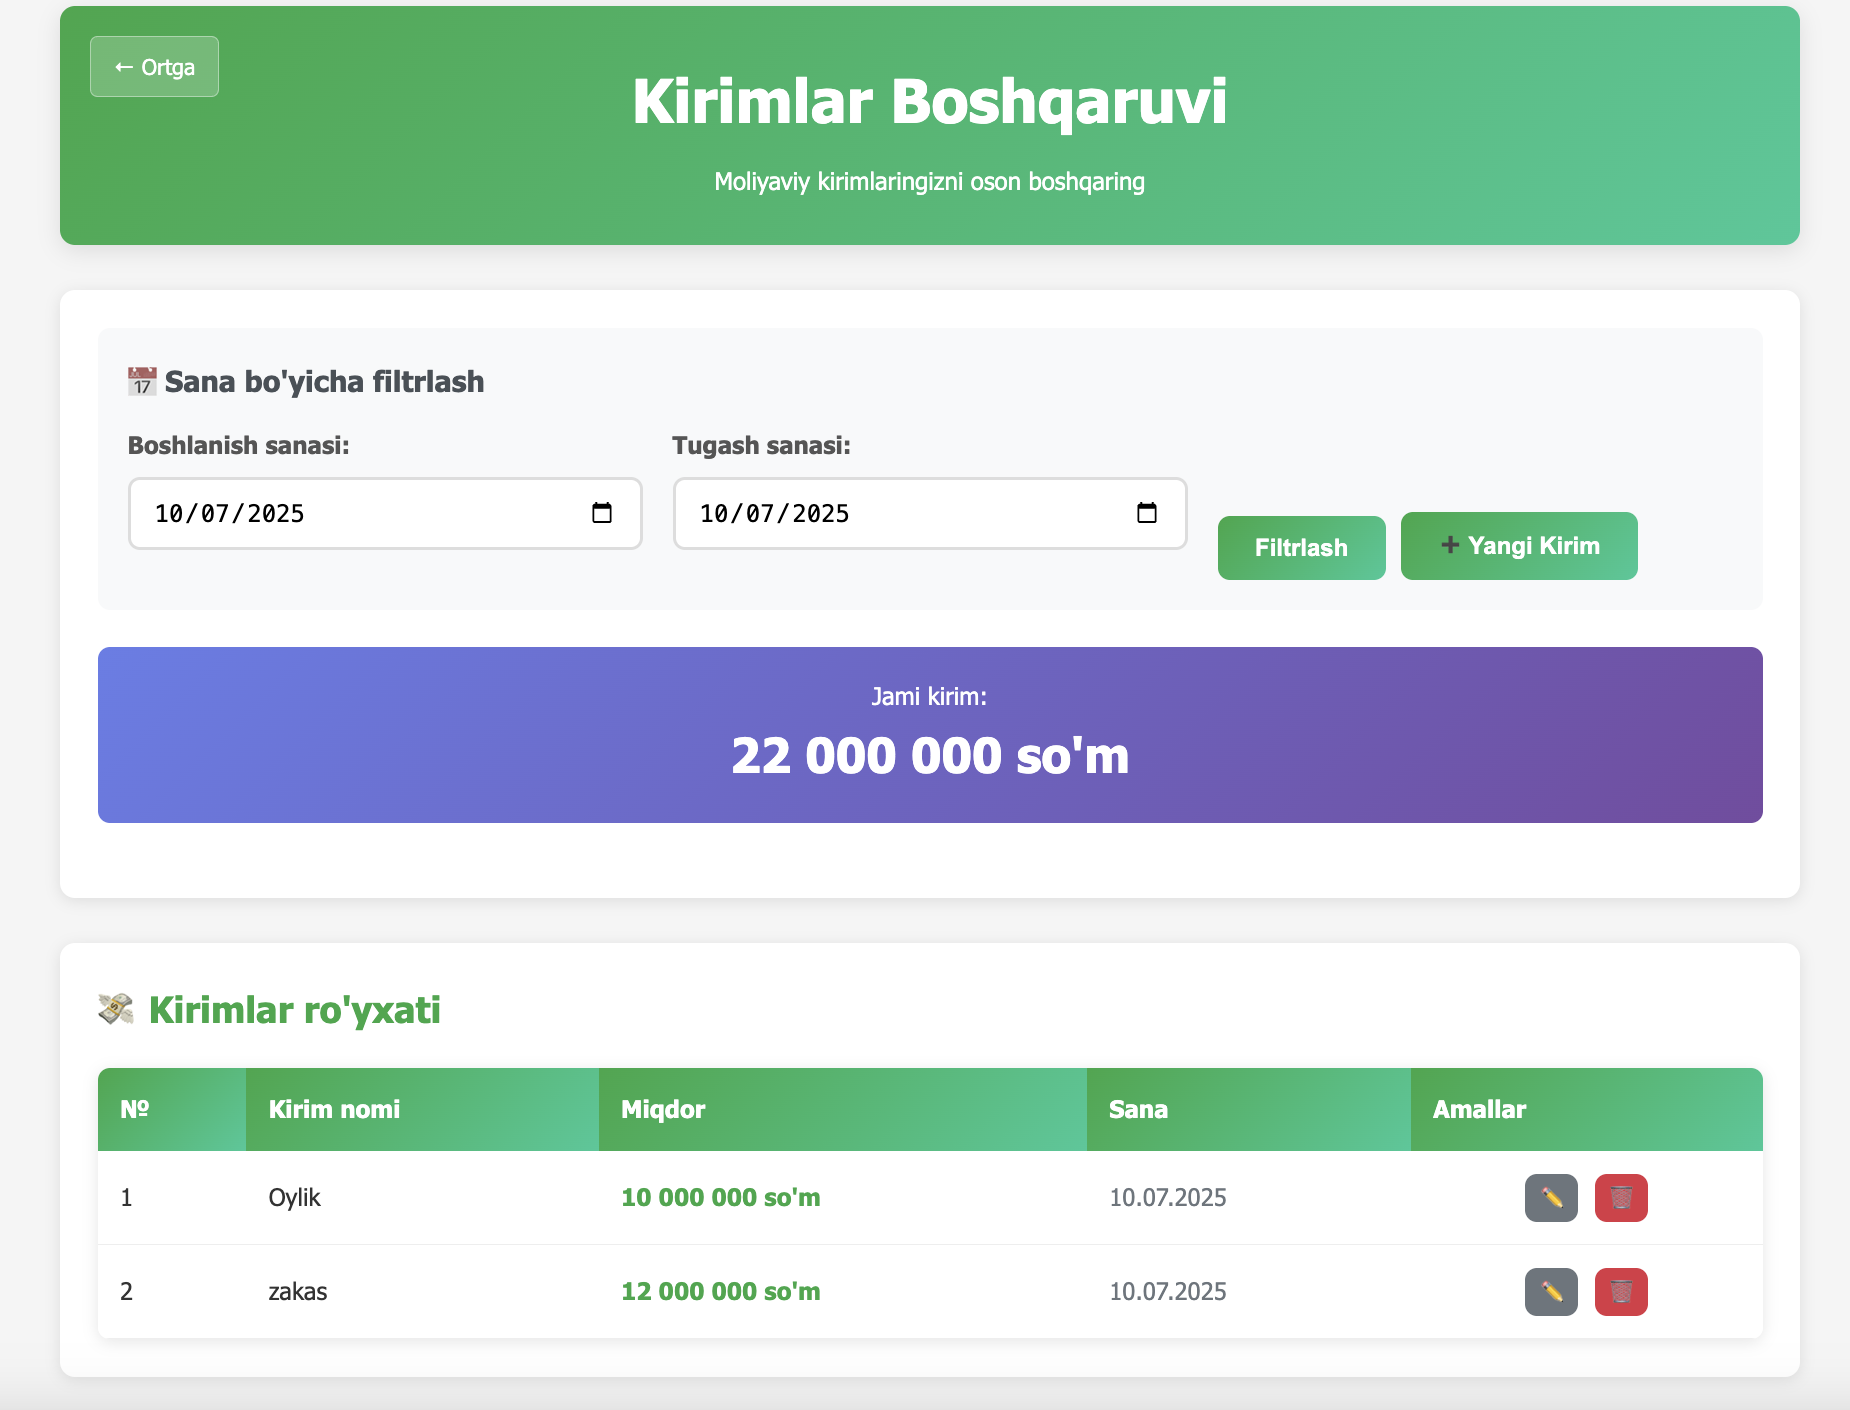 ← Ortga
Kirimlar Boshqaruvi
Moliyaviy kirimlaringizni oson boshqaring
📅 Sana bo'yicha filtrlash
Boshlanish sanasi: Tugash sanasi:
10/07/2025 10/07/2025
Filtrlash ➕ Yangi Kirim
Jami kirim:
22 000 000 so'm
💸 Kirimlar ro'yxati
№ Kirim nomi Miqdor Sana Amallar
1 Oylik 10 000 000 so'm 10.07.2025
2 zakas 12 000 000 so'm 10.07.2025